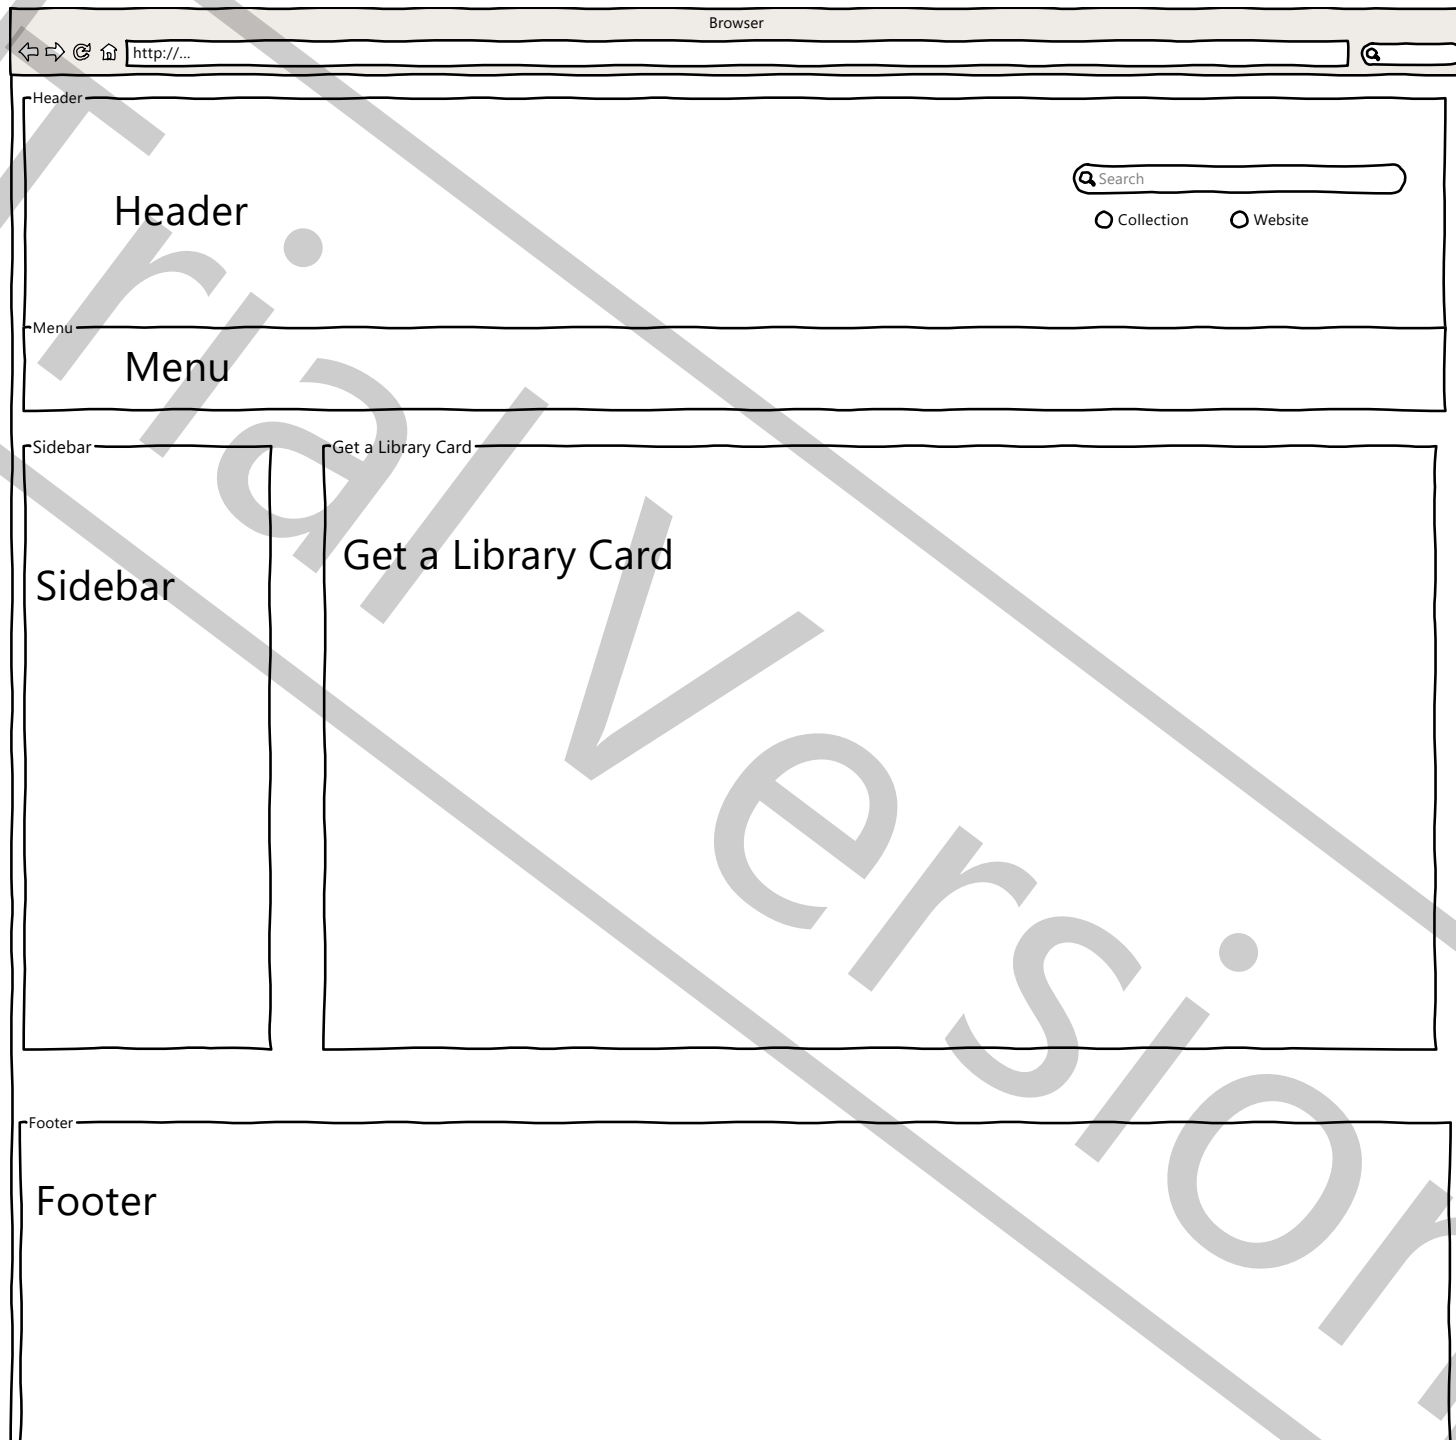 Browser
http://...
Header
Header
Search
Collection
Website
Menu
Menu
Sidebar
Sidebar
Get a Library Card
Get a Library Card
Footer
Footer
Trial Version